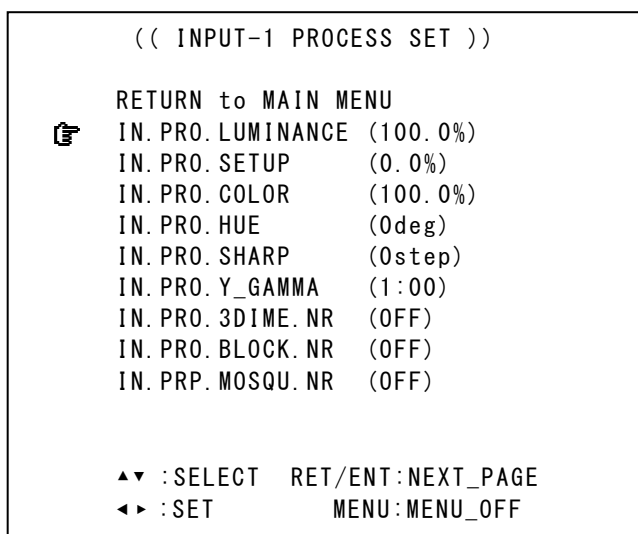 (( INPUT-1 PROCESS SET ))
RETURN to MAIN MENU
☞ IN.PRO.LUMINANCE (100.0%)
IN.PRO.SETUP (0.0%)
IN.PRO.COLOR (100.0%)
IN.PRO.HUE (0deg)
IN.PRO.SHARP (0step)
IN.PRO.Y_GAMMA (1:00)
IN.PRO.3DIME.NR (OFF)
IN.PRO.BLOCK.NR (OFF)
IN.PRP.MOSQU.NR (OFF)
▲▼ :SELECT RET/ENT:NEXT_PAGE
◄► :SET MENU:MENU_OFF